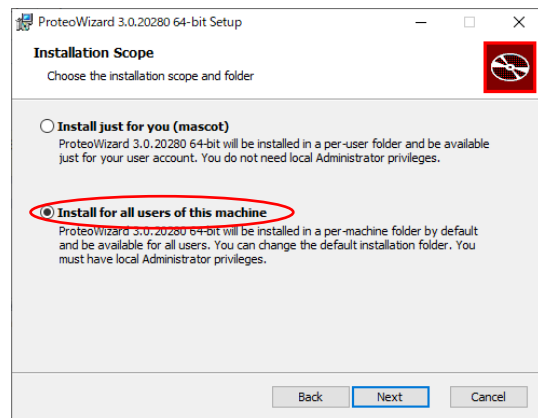 ProteoWizard 3.0.20280 64-bit Setup
Installation Scope
Choose the installation scope and folder
Install just for you (mascot)
ProteoWizard 3.0.20280 64-bit will be installed in a per-user folder and be available
just for your user account. You do not need local Administrator privileges.
Install for all users of this machine
ProteoWizard 3.0.20280 64-bit will be installed in a per-machine folder by default
and be available for all users. You can change the default installation folder. You
must have local Administrator privileges.
Back Next Cancel